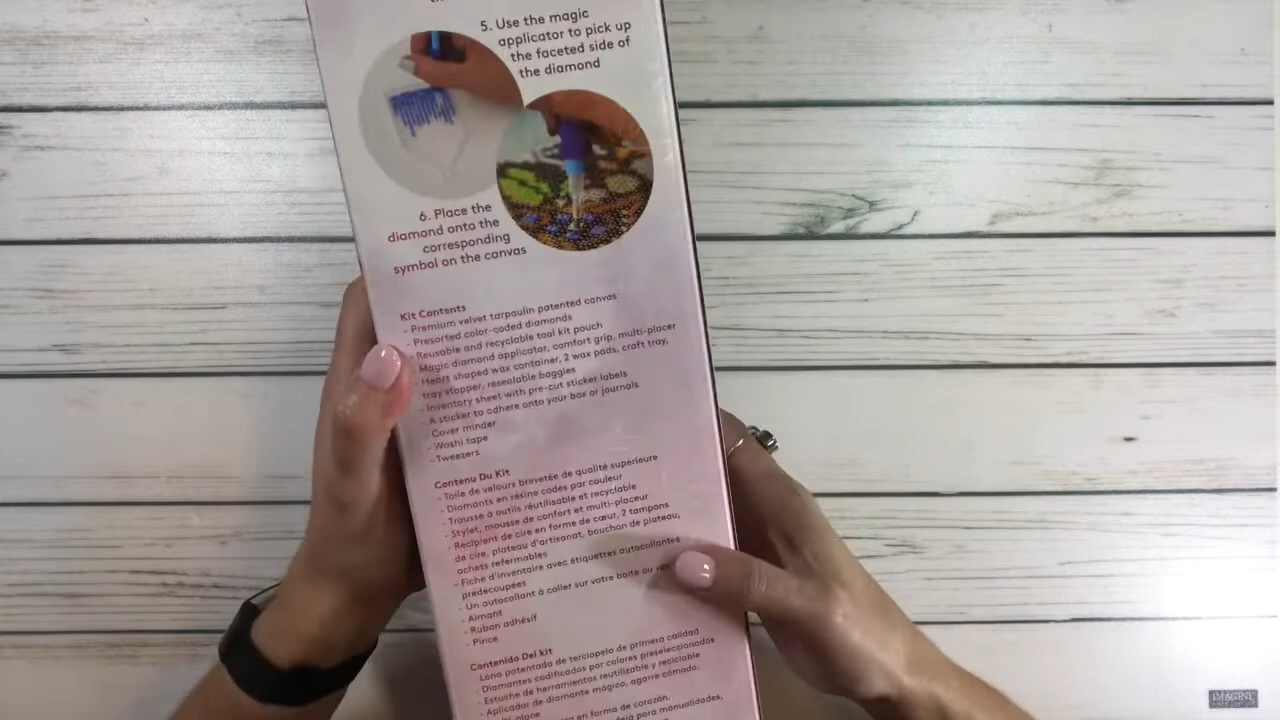 5. Use the magic
applicator to pick up
the faceted side of
the diamond
6. Place the
diamond onto the
corresponding
symbol on the canvas
Kit Contents
- Premium velvet tarpaulin patented canvas
- Presorted color-coded diamonds
- Reusable and recyclable tool kit pouch
Magic diamond applicator, comfort grip, multi-placer
Heart shaped wax container, 2 wax pads, craft tray,
tray stopper, resealable baggies
- Inventory sheet with pre-cut sticker labels
- A sticker to adhere onto your box or journals
- Cover minder
- Washi tape
- Tweezers
Contenu Du Kit
- Toile de velours brevetée de qualité supérieure
- Diamants en résine codés par couleur
- Trousse à outils réutilisable et recyclable
- Stylet, mousse de confort et multi-placeur
- Récipient de cire en forme de cœur, 2 tampons
de cire, plateau d'artisanat, bouchon de plateau,
achets refermables
- Fiche d'inventaire avec étiquettes autocollantes
prédécoupées
- Un autocollant à coller sur votre boîte ou
- Aimant
- Ruban adhésif
- Pince
Contenido Del kit
- Lona patentada de terciopelo de primera calidad
- Diamantes codificados por colores preseleccionados
- Estuche de herramientas reutilizable y reciclable
- Aplicador de diamante mágico, agarre cómodo,
en forma de corazón,
para manualidades,
IMAGINE